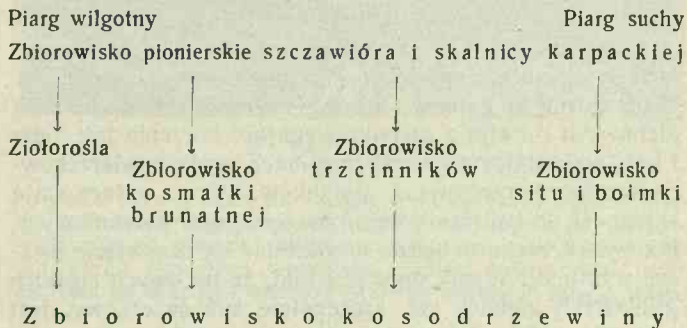 Piarg wilgotny Piarg suchy
Zbiorowisko pionierskie szczawióra i skalnicy karpackiej
Ziołorośla
Zbiorowisko kosmatki brunatnej
Zbiorowisko trzcinników
Zbiorowisko situ i boimki
Zbiorowisko kosodrzewiny